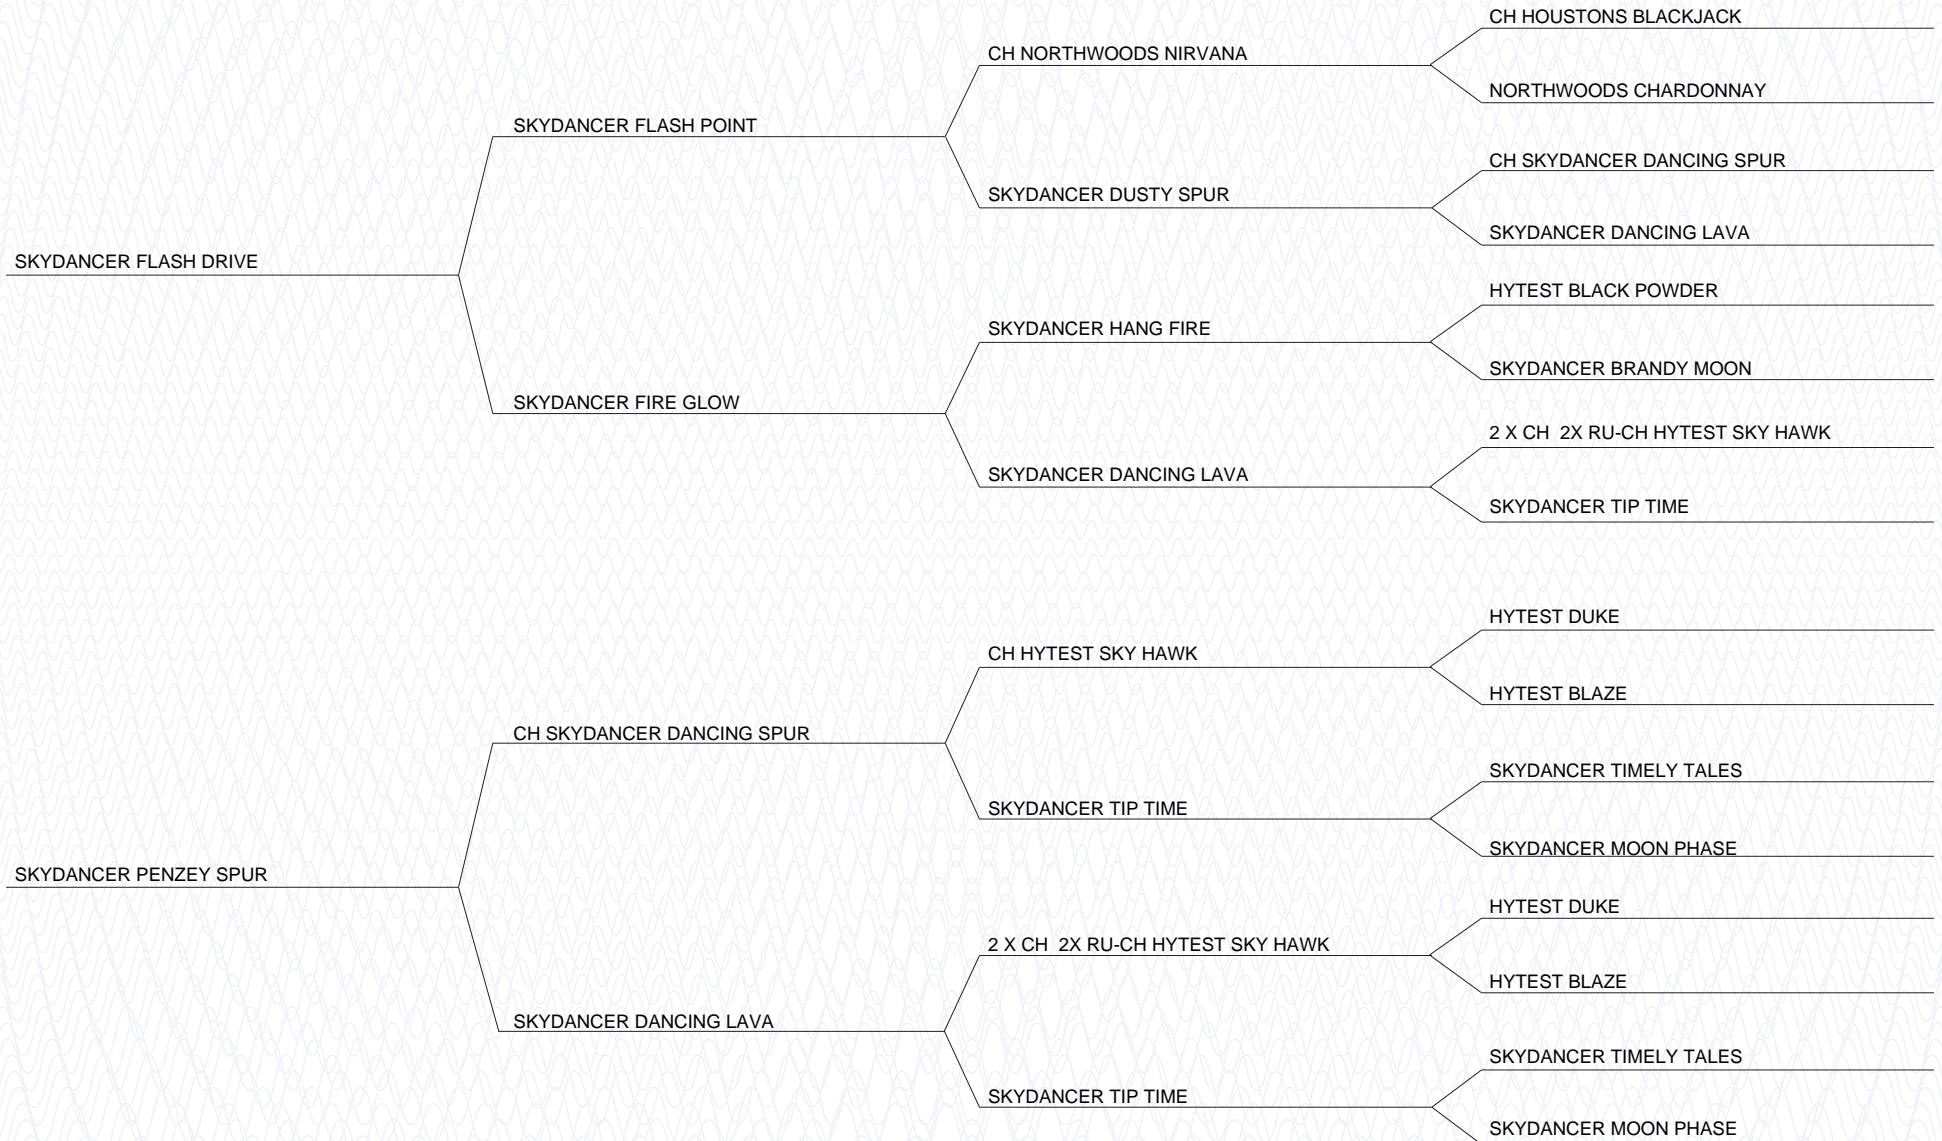 CH HOUSTONS BLACKJACK
CH NORTHWOODS NIRVANA
NORTHWOODS CHARDONNAY
SKYDANCER FLASH POINT
CH SKYDANCER DANCING SPUR
SKYDANCER DUSTY SPUR
SKYDANCER DANCING LAVA
SKYDANCER FLASH DRIVE
HYTEST BLACK POWDER
SKYDANCER HANG FIRE
SKYDANCER BRANDY MOON
SKYDANCER FIRE GLOW
2 X CH  2X RU-CH HYTEST SKY HAWK
SKYDANCER DANCING LAVA
SKYDANCER TIP TIME
HYTEST DUKE
CH HYTEST SKY HAWK
HYTEST BLAZE
CH SKYDANCER DANCING SPUR
SKYDANCER TIMELY TALES
SKYDANCER TIP TIME
SKYDANCER MOON PHASE
SKYDANCER PENZEY SPUR
HYTEST DUKE
2 X CH  2X RU-CH HYTEST SKY HAWK
HYTEST BLAZE
SKYDANCER DANCING LAVA
SKYDANCER TIMELY TALES
SKYDANCER TIP TIME
SKYDANCER MOON PHASE